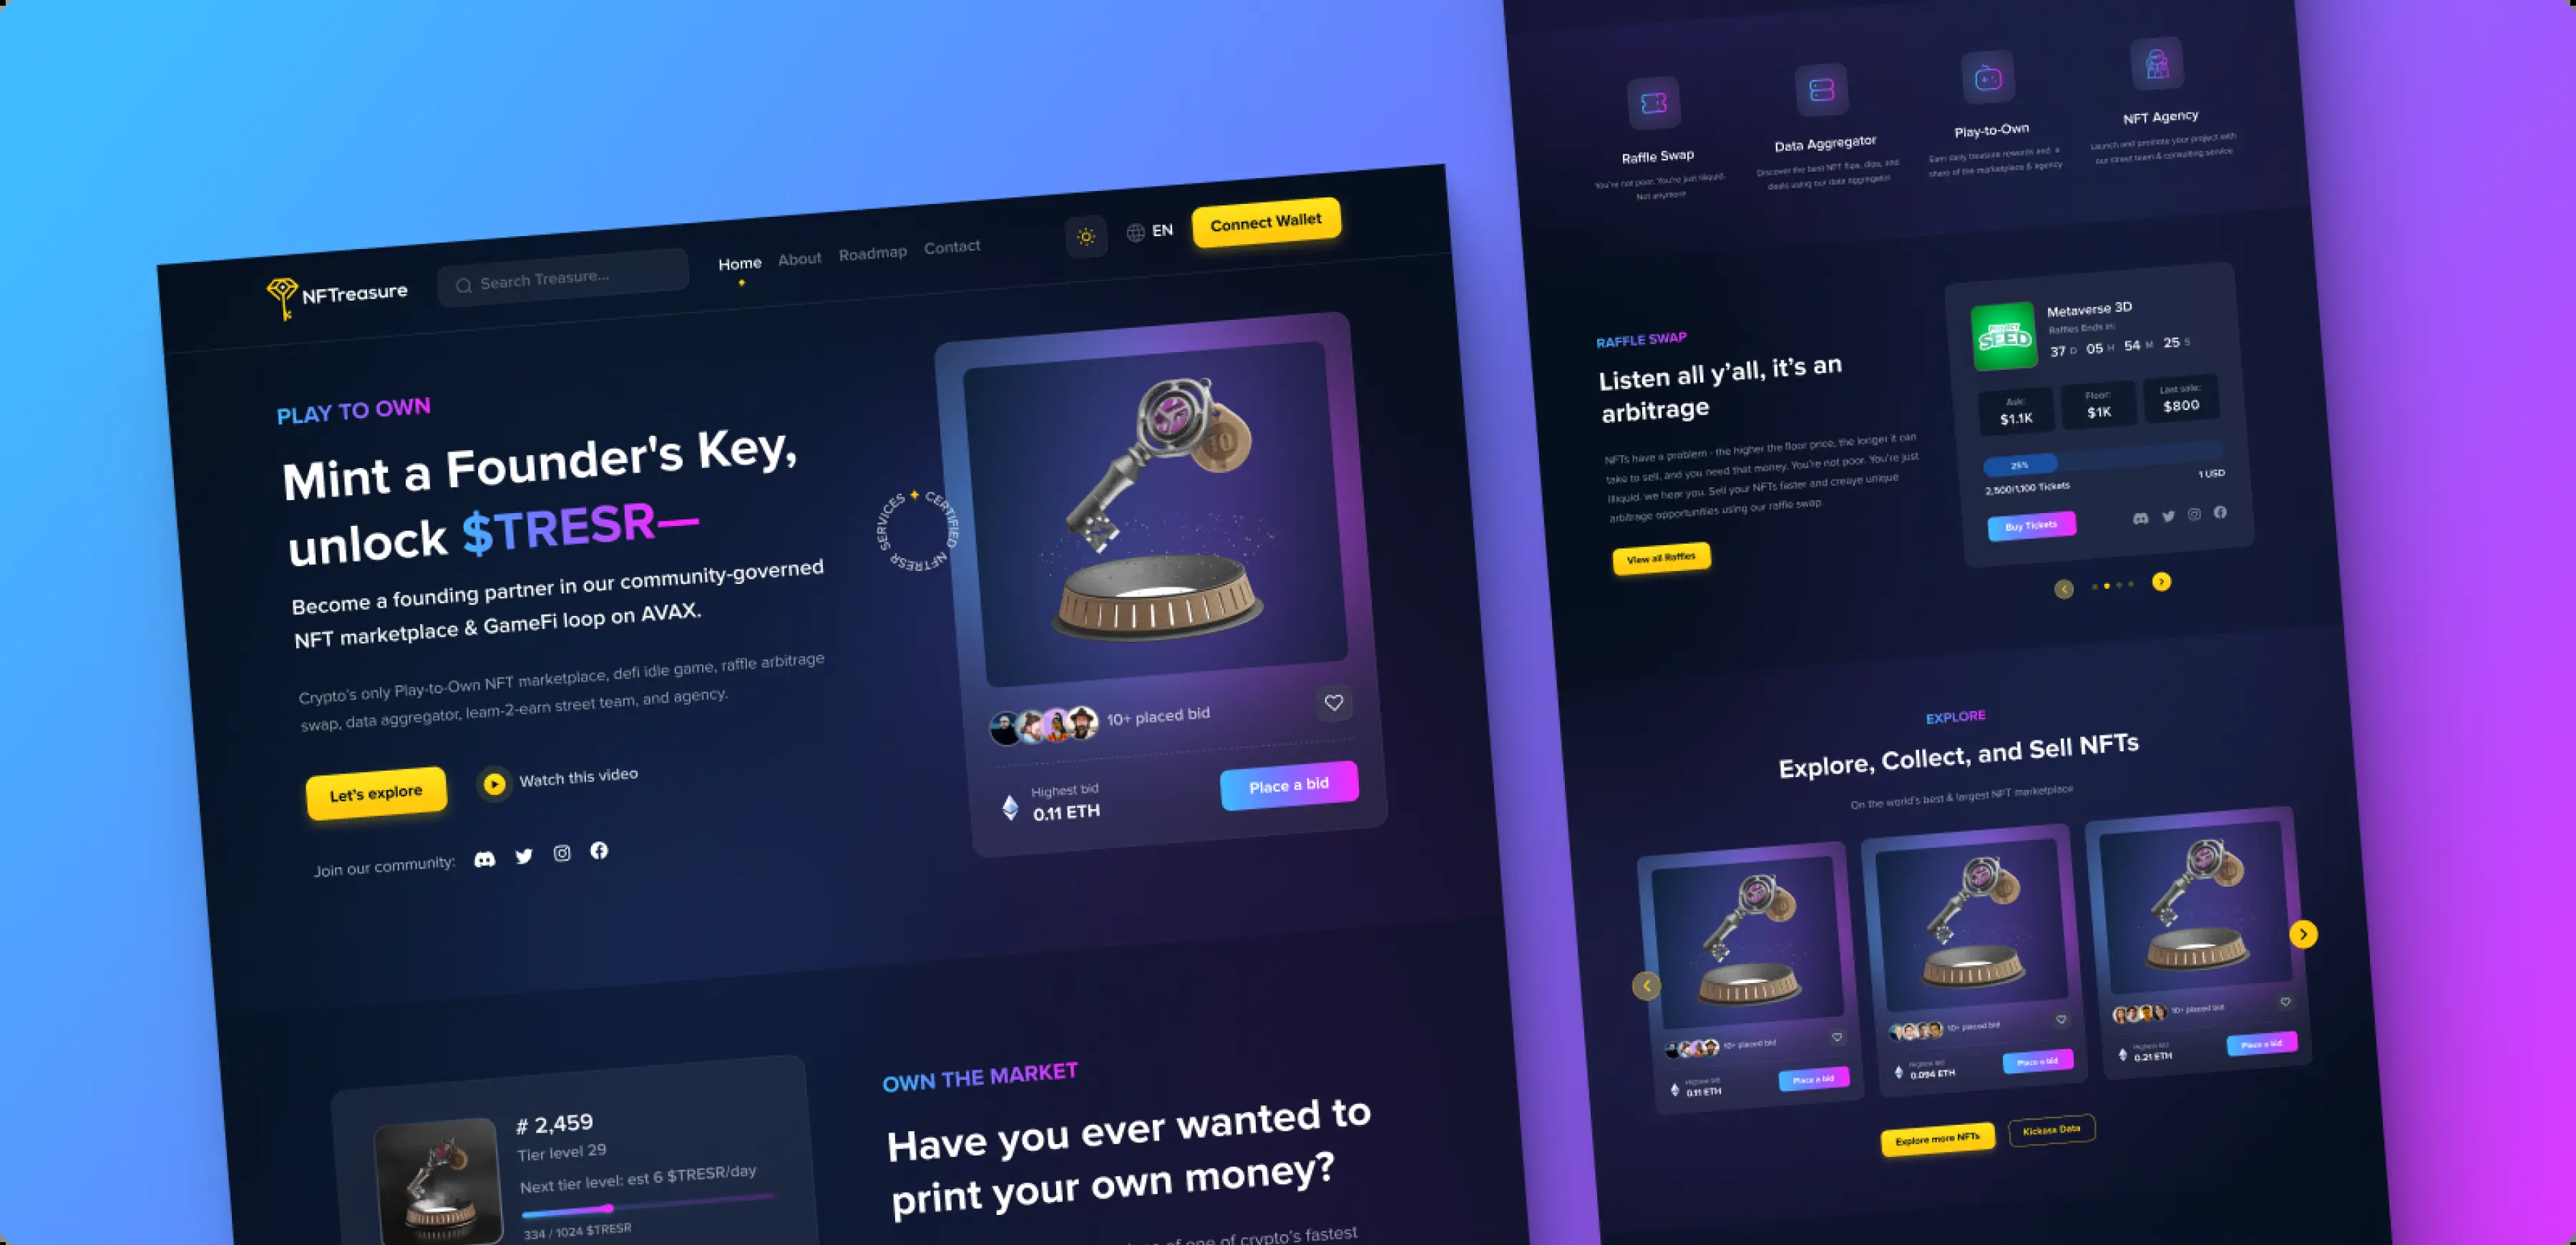 NFTreasure
Search Treasure...
Home
About
Roadmap
Contact
EN
Connect Wallet
PLAY TO OWN
Mint a Founder's Key,
unlock $TRESR—
Become a founding partner in our community-governed
NFT marketplace & GameFi loop on AVAX.
Crypto's only Play-to-Own NFT marketplace, defi idle game, raffle arbitrage
swap, data aggregator, learn-2-earn street team, and agency.
Let's explore
Watch this video
Join our community:
CERTIFIED NFTRESR SERVICES
10
10+ placed bid
Highest bid
0.11 ETH
Place a bid
# 2,459
Tier level 29
Next tier level: est 6 $TRESR/day
334 / 1024 $TRESR
OWN THE MARKET
Have you ever wanted to
print your own money?
of one of crypto's fastest
Raffle Swap
You're not poor. You're just illiquid.
Not anymore
Data Aggregator
Discover the best NFT flips, dips, and
deals using our data aggregator
Play-to-Own
Earn daily treasure rewards and a
share of the marketplace & agency
NFT Agency
Launch and promote your project with
our street team & consulting service
RAFFLE SWAP
Listen all y'all, it's an
arbitrage
NFTs have a problem - the higher the floor price, the longer it can
take to sell, and you need that money. You're not poor. You're just
illiquid. we hear you. Sell your NFTs faster and creaye unique
arbitrage opportunities using our raffle swap.
View all Raffles
PROJECT
SEED
Metaverse 3D
Raffles Ends in:
37 D 05 H 54 M 25 S
Ask:
$1.1K
Floor:
$1K
Last sale:
$800
25%
2,500/1,100 Tickets
1 USD
Buy Tickets
EXPLORE
Explore, Collect, and Sell NFTs
On the world's best & largest NFT marketplace
10+ placed bid
Highest bid
0.11 ETH
Place a bid
10+ placed bid
Highest bid
0.094 ETH
Place a bid
10+ placed bid
Highest bid
0.21 ETH
Place a bid
Explore more NFTs
Kickass Data